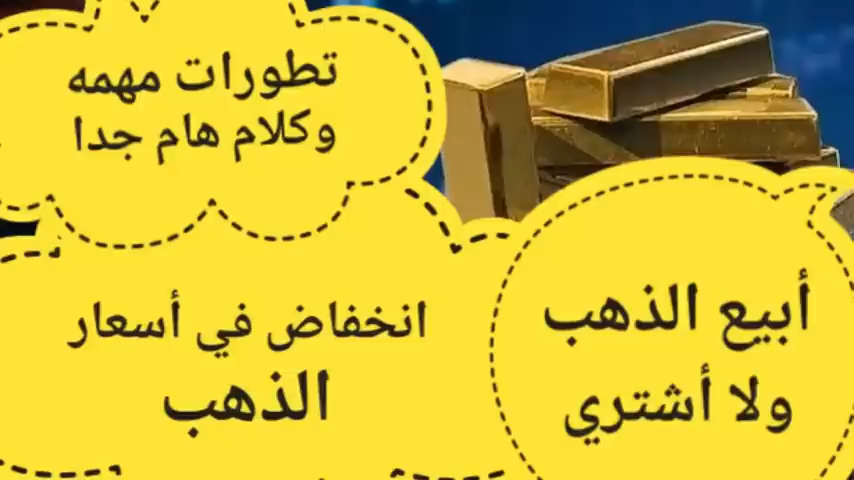 تطورات مهمه
وكلام هام جدا
انخفاض في أسعار
الذهب
أبيع الذهب
ولا أشتري